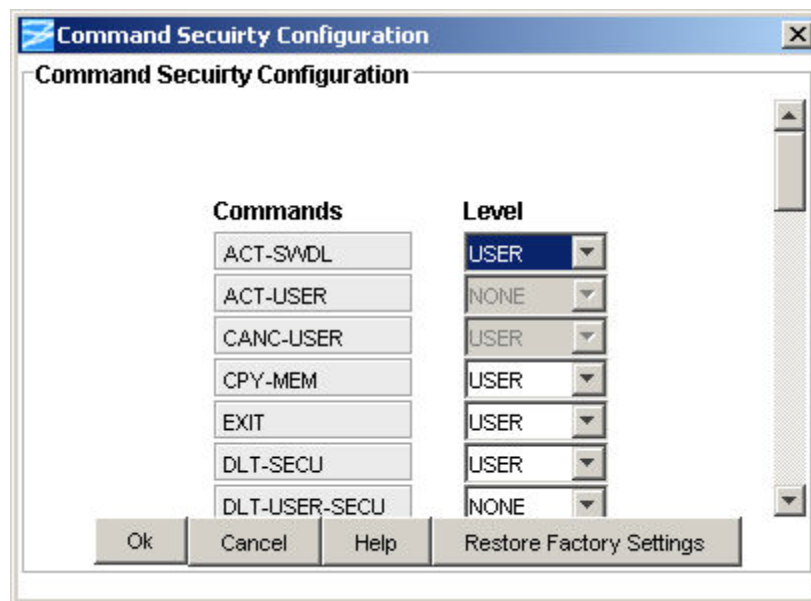 Command Secuirty Configuration
Command Secuirty Configuration
Commands Level
ACT-SWDL USER
ACT-USER NONE
CANC-USER USER
CPY-MEM USER
EXIT USER
DLT-SECU USER
DLT-USER-SECU NONE
Ok Cancel Help Restore Factory Settings